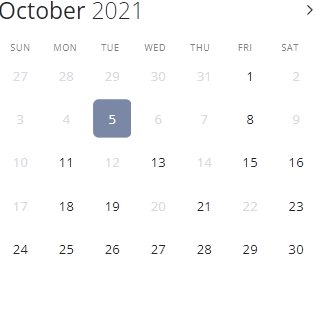 October 2021
SUN MON TUE WED THU FRI SAT
27 28 29 30 31 1 2
3 4 5 6 7 8 9
10 11 12 13 14 15 16
17 18 19 20 21 22 23
24 25 26 27 28 29 30